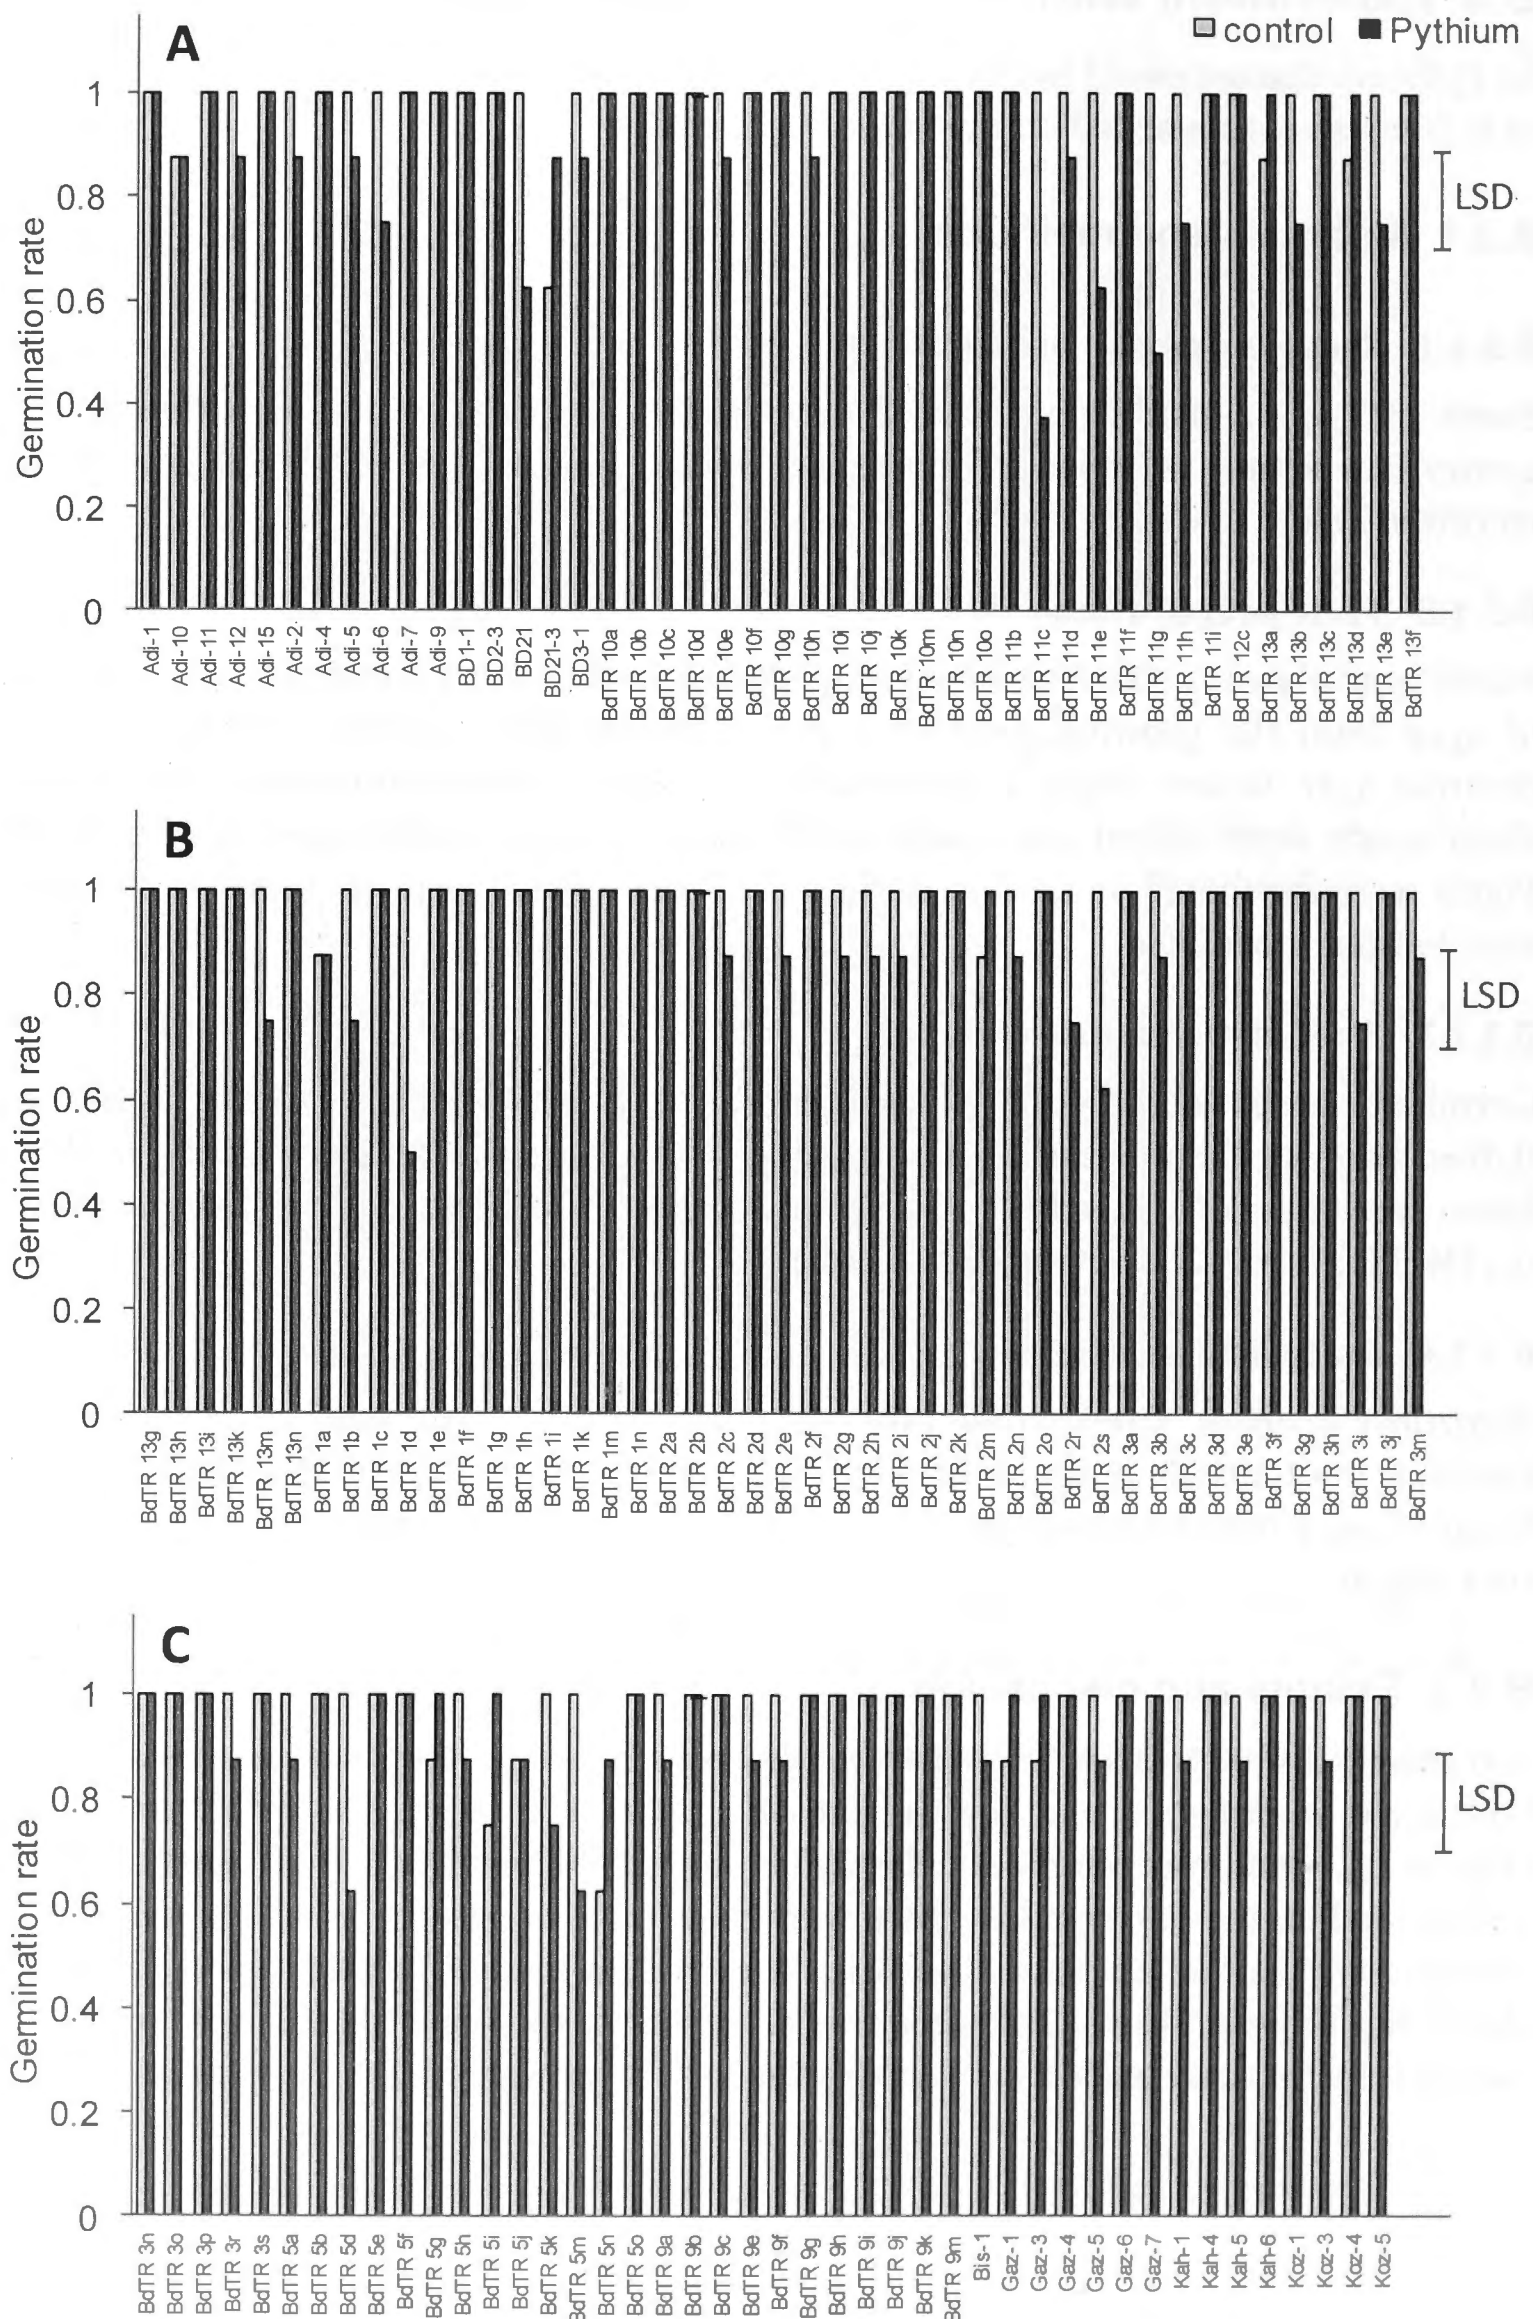 A
control Pythium
1
0.8
0.6
0.4
0.2
0
Germination rate
LSD
Adi-1
Adi-10
Adi-11
Adi-12
Adi-15
Adi-2
Adi-4
Adi-5
Adi-6
Adi-7
Adi-9
BD1-1
BD2-3
BD21
BD21-3
BD3-1
BdTR 10a
BdTR 10b
BdTR 10c
BdTR 10d
BdTR 10e
BdTR 10f
BdTR 10g
BdTR 10h
BdTR 10i
BdTR 10j
BdTR 10k
BdTR 10m
BdTR 10n
BdTR 10o
BdTR 11b
BdTR 11c
BdTR 11d
BdTR 11e
BdTR 11f
BdTR 11g
BdTR 11h
BdTR 11i
BdTR 12c
BdTR 13a
BdTR 13b
BdTR 13c
BdTR 13d
BdTR 13e
BdTR 13f
B
1
0.8
0.6
0.4
0.2
0
Germination rate
LSD
BdTR 13g
BdTR 13h
BdTR 13i
BdTR 13k
BdTR 13m
BdTR 13n
BdTR 1a
BdTR 1b
BdTR 1c
BdTR 1d
BdTR 1e
BdTR 1f
BdTR 1g
BdTR 1h
BdTR 1i
BdTR 1k
BdTR 1m
BdTR 1n
BdTR 2a
BdTR 2b
BdTR 2c
BdTR 2d
BdTR 2e
BdTR 2f
BdTR 2g
BdTR 2h
BdTR 2i
BdTR 2j
BdTR 2k
BdTR 2m
BdTR 2n
BdTR 2o
BdTR 2r
BdTR 2s
BdTR 3a
BdTR 3b
BdTR 3c
BdTR 3d
BdTR 3e
BdTR 3f
BdTR 3g
BdTR 3h
BdTR 3i
BdTR 3j
BdTR 3m
C
1
0.8
0.6
0.4
0.2
0
Germination rate
LSD
BdTR 3n
BdTR 3o
BdTR 3p
BdTR 3r
BdTR 3s
BdTR 5a
BdTR 5b
BdTR 5d
BdTR 5e
BdTR 5f
BdTR 5g
BdTR 5h
BdTR 5i
BdTR 5j
BdTR 5k
BdTR 5m
BdTR 5n
BdTR 5o
BdTR 9a
BdTR 9b
BdTR 9c
BdTR 9e
BdTR 9f
BdTR 9g
BdTR 9h
BdTR 9i
BdTR 9j
BdTR 9k
BdTR 9m
Bis-1
Gaz-1
Gaz-3
Gaz-4
Gaz-5
Gaz-6
Gaz-7
Kah-1
Kah-4
Kah-5
Kah-6
Koz-1
Koz-3
Koz-4
Koz-5